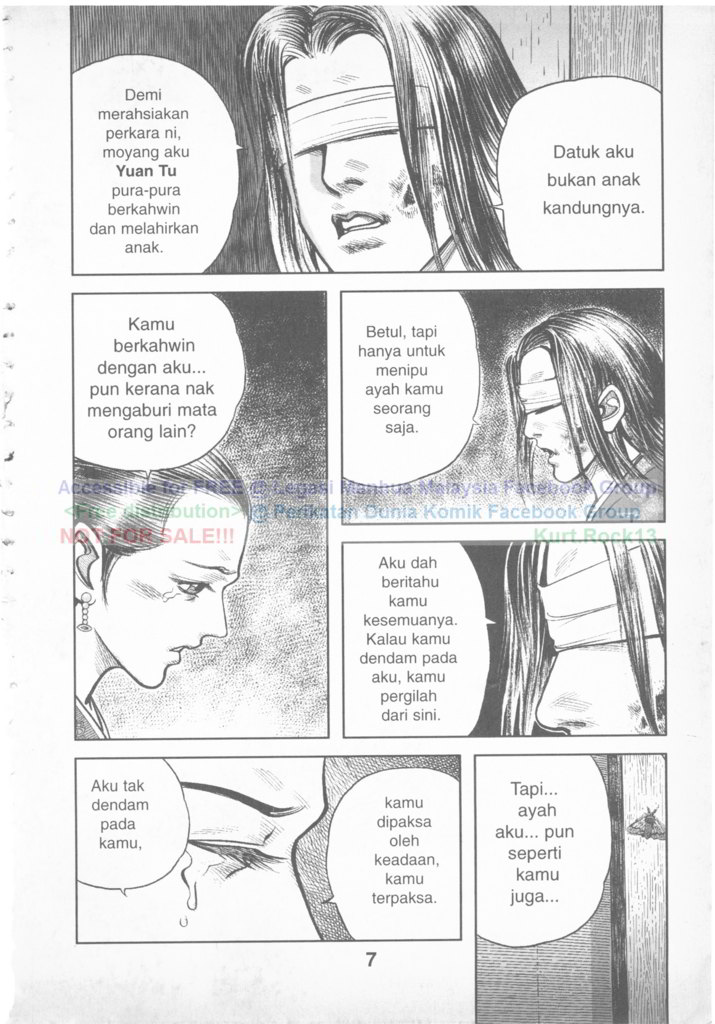 Demi
merahsiakan
perkara ni,
moyang aku
Yuan Tu
pura-pura
berkahwin
dan melahirkan
anak.
Datuk aku
bukan anak
kandungnya.
Kamu
berkahwin
dengan aku...
pun kerana nak
mengaburi mata
orang lain?
Betul, tapi
hanya untuk
menipu
ayah kamu
seorang
saja.
Accessible for FREE @ Legasi Manhua Malaysia Facebook Group
<Free distribution> @ Perikatan Dunia Komik Facebook Group
NOT FOR SALE!!! Kurt Rock13
Aku dah
beritahu
kamu
kesemuanya.
Kalau kamu
dendam pada
aku, kamu
pergilah
dari sini.
Aku tak
dendam
pada
kamu,
kamu
dipaksa
oleh
keadaan,
kamu
terpaksa.
Tapi...
ayah
aku... pun
seperti
kamu
juga...
7